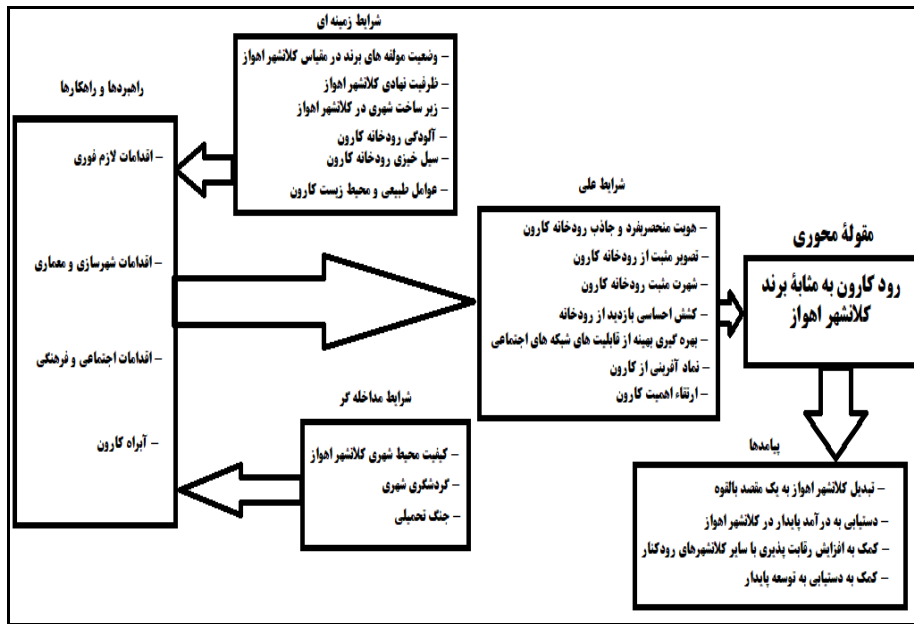 شرایط زمینه ای
– وضعیت مولفه های برند در مقیاس کلانشهر اهواز
– ظرفیت نهادی کلانشهر اهواز
– زیر ساخت شهری در کلانشهر اهواز
– آلودگی رودخانه کارون
– سیل خیزی رودخانه کارون
– عوامل طبیعی و محیط زیست کارون
راهبردها و راهکارها
– اقدامات لازم فوری
– اقدامات شهرسازی و معماری
– اقدامات اجتماعی و فرهنگی
– آبراه کارون
شرایط علی
– هویت منحصربفرد و جاذب رودخانه کارون
– تصویر مثبت از رودخانه کارون
– شهرت مثبت رودخانه کارون
– کشش احساسی بازدید از رودخانه
– بهره گیری بهینه از قابلیت های شبکه های اجتماعی
– نماد آفرینی از کارون
– ارتقاء اهمیت کارون
مقولهٔ محوری
رود کارون به مثابهٔ برند
کلانشهر اهواز
شرایط مداخله گر
– کیفیت محیط شهری کلانشهر اهواز
– گردشگری شهری
– جنگ تحمیلی
پیامدها
– تبدیل کلانشهر اهواز به یک مقصد بالقوه
– دستیابی به درآمد پایدار در کلانشهر اهواز
– کمک به افزایش رقابت پذیری با سایر کلانشهرهای رودکنار
– کمک به دستیابی به توسعه پایدار